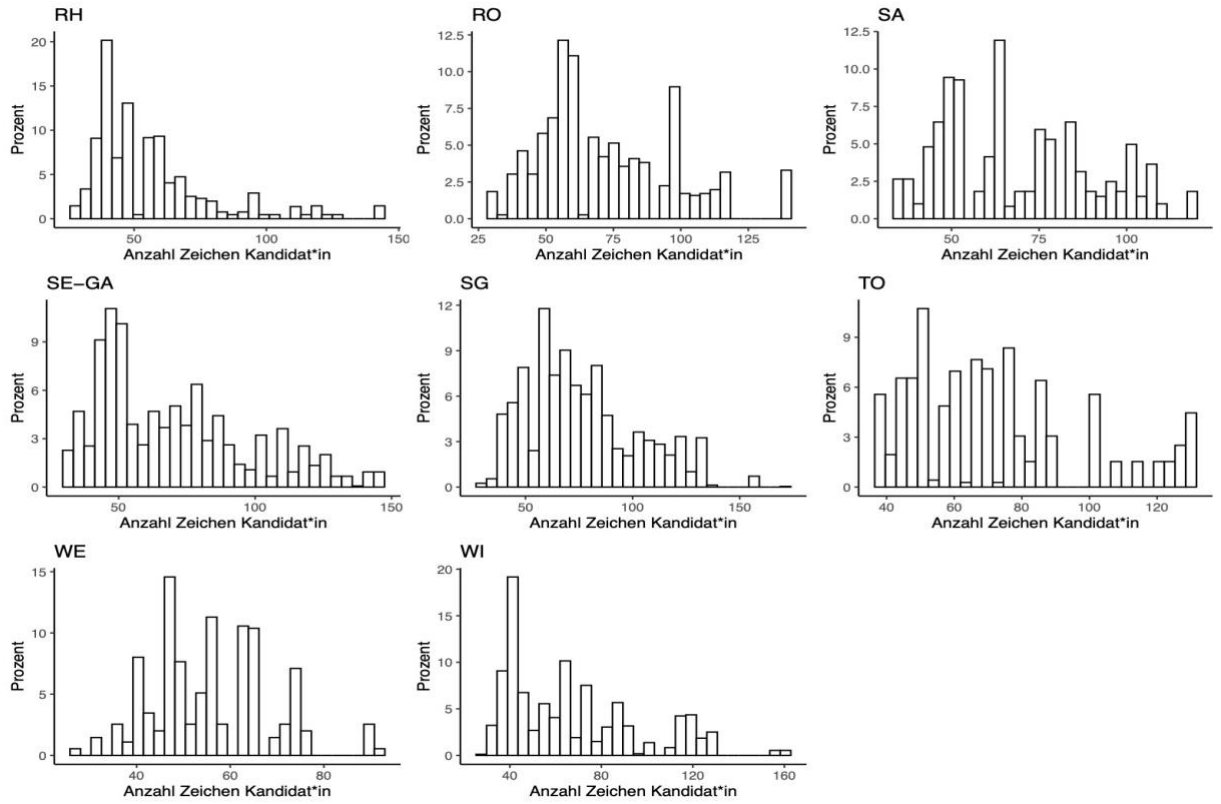 RH
Prozent
20
15
10
5
0
50
100
150
Anzahl Zeichen Kandidat*in
RO
Prozent
12.5
10.0
7.5
5.0
2.5
0.0
25
50
75
100
125
Anzahl Zeichen Kandidat*in
SA
Prozent
12.5
10.0
7.5
5.0
2.5
0.0
50
75
100
Anzahl Zeichen Kandidat*in
SE-GA
Prozent
9
6
3
0
50
100
150
Anzahl Zeichen Kandidat*in
SG
Prozent
12
9
6
3
0
50
100
150
Anzahl Zeichen Kandidat*in
TO
Prozent
9
6
3
0
40
60
80
100
120
Anzahl Zeichen Kandidat*in
WE
Prozent
15
10
5
0
40
60
80
Anzahl Zeichen Kandidat*in
WI
Prozent
20
15
10
5
0
40
80
120
160
Anzahl Zeichen Kandidat*in